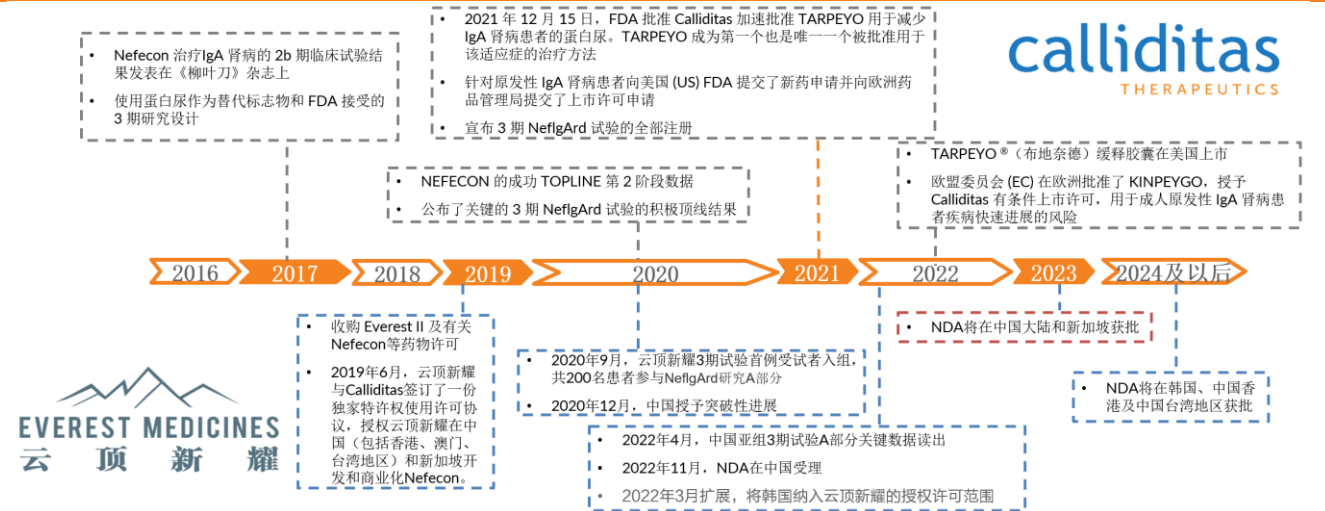 • Nefecon 治疗IgA 肾病的 2b 期临床试验结
果发表在《柳叶刀》杂志上
• 使用蛋白尿作为替代标志物和 FDA 接受的
3 期研究设计
• 2021 年 12 月 15 日，FDA 批准 Calliditas 加速批准 TARPEYO 用于减少
IgA 肾病患者的蛋白尿。TARPEYO 成为第一个也是唯一一个被批准用于
该适应症的治疗方法
• 针对原发性 IgA 肾病患者向美国 (US) FDA 提交了新药申请并向欧洲药
品管理局提交了上市许可申请
• 宣布 3 期 NeflgArd 试验的全部注册
calliditas
THERAPEUTICS
• NEFECON 的成功 TOPLINE 第 2 阶段数据
• 公布了关键的 3 期 NeflgArd 试验的积极顶线结果
• TARPEYO ®（布地奈德）缓释胶囊在美国上市
• 欧盟委员会 (EC) 在欧洲批准了 KINPEYGO，授予
Calliditas 有条件上市许可，用于成人原发性 IgA 肾病患
者疾病快速进展的风险
2016 2017 2018 2019 2020 2021 2022 2023 2024及以后
• 收购 Everest II 及有关
Nefecon等药物许可
• 2019年6月，云顶新耀
与Calliditas签订了一份
独家特许权使用许可协
议，授权云顶新耀在中
国（包括香港、澳门、
台湾地区）和新加坡开
发和商业化Nefecon。
• 2020年9月，云顶新耀3期试验首例受试者入组，
共200名患者参与NeflgArd研究A部分
• 2020年12月，中国授予突破性进展
• NDA将在中国大陆和新加坡获批
• NDA将在韩国、中国香
港及中国台湾地区获批
• 2022年4月，中国亚组3期试验A部分关键数据读出
• 2022年11月，NDA在中国受理
• 2022年3月扩展，将韩国纳入云顶新耀的授权许可范围
EVEREST MEDICINES
云顶新耀